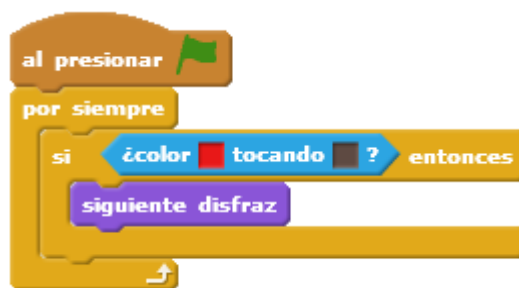 al presionar
por siempre
si ¿color tocando ? entonces
siguiente disfraz